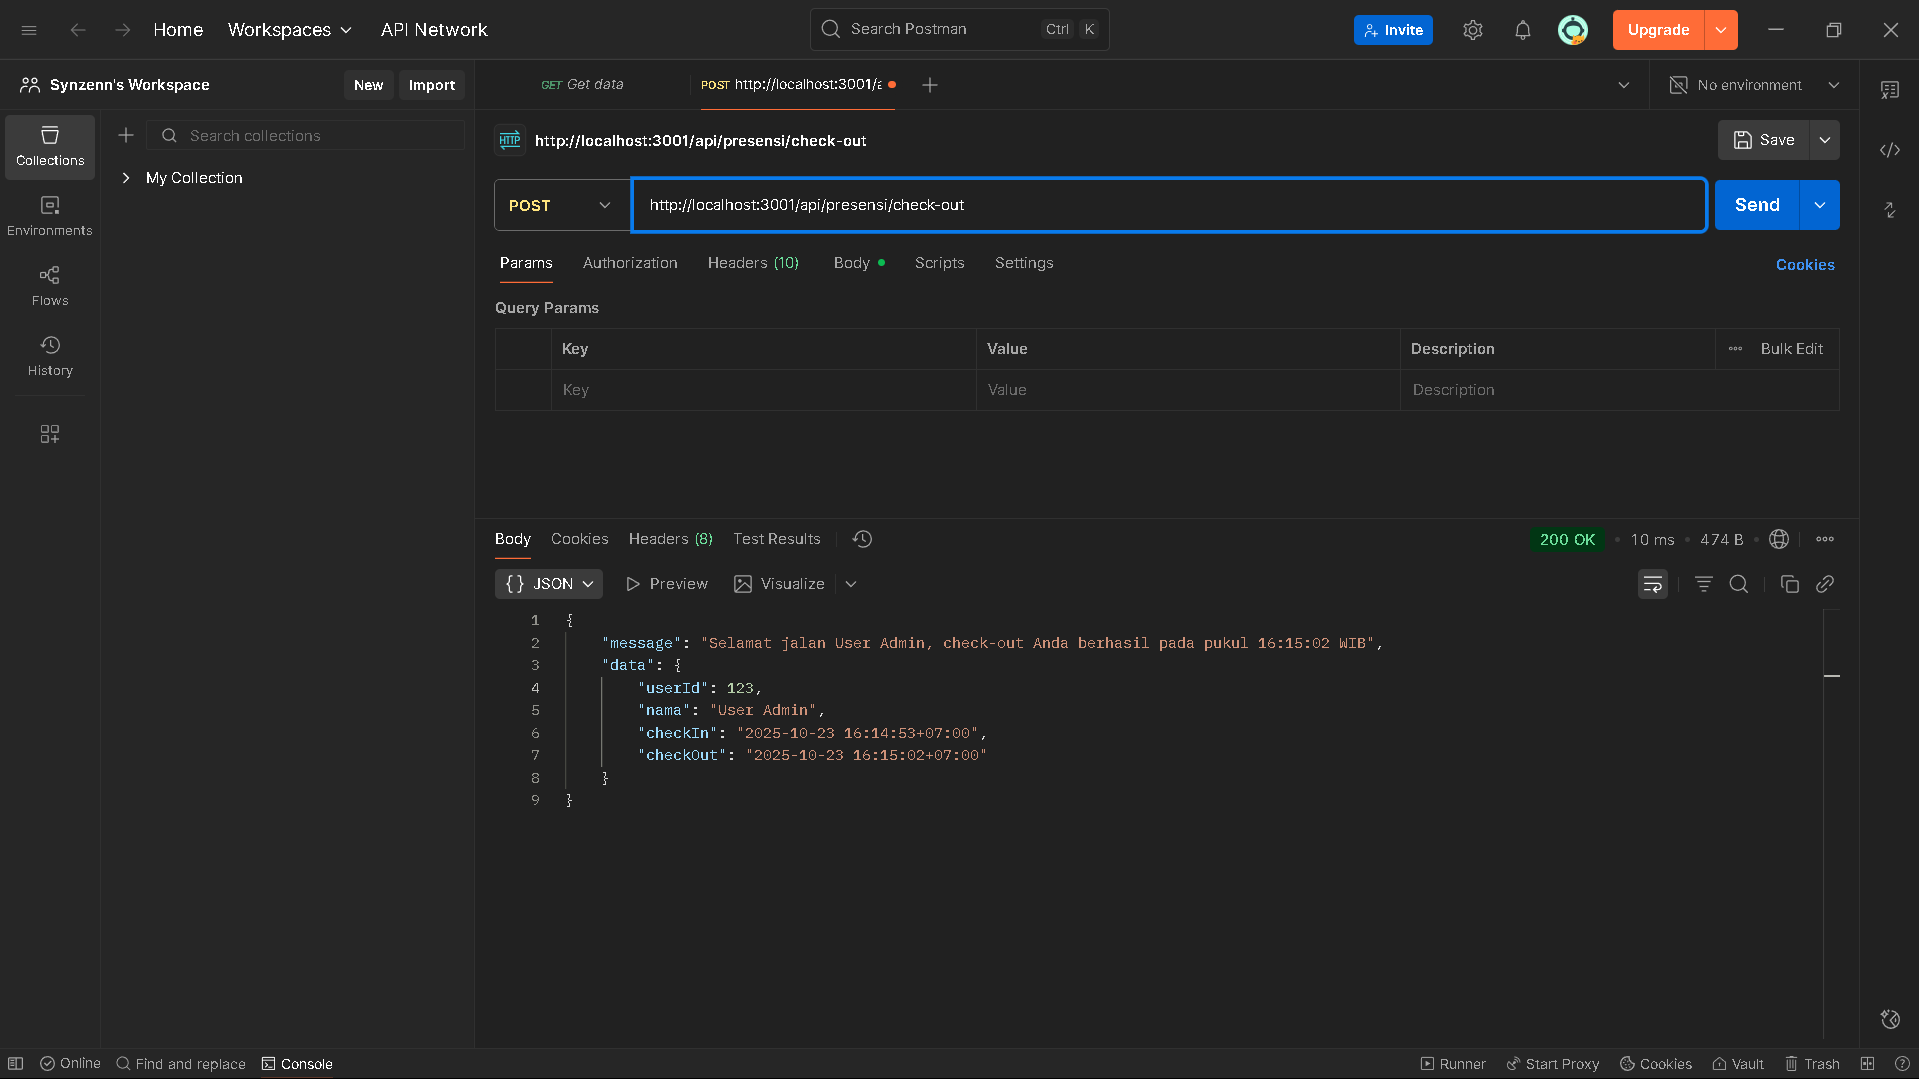 Home Workspaces API Network Search Postman Ctrl K Invite Upgrade
Synzenn's Workspace New Import GET Get data POST http://localhost:3001/a No environment
Collections
Search collections
My Collection
Environments
Flows
History
HTTP http://localhost:3001/api/presensi/check-out Save
POST http://localhost:3001/api/presensi/check-out Send
Params Authorization Headers (10) Body Scripts Settings Cookies
Query Params
Key Value Description Bulk Edit
Key Value Description
Body Cookies Headers (8) Test Results 200 OK • 10 ms • 474 B
{} JSON Preview Visualize
1 {
2 "message": "Selamat jalan User Admin, check-out Anda berhasil pada pukul 16:15:02 WIB",
3 "data": {
4 "userId": 123,
5 "nama": "User Admin",
6 "checkIn": "2025-10-23 16:14:53+07:00",
7 "checkOut": "2025-10-23 16:15:02+07:00"
8 }
9 }
Online Find and replace Console Runner Start Proxy Cookies Vault Trash